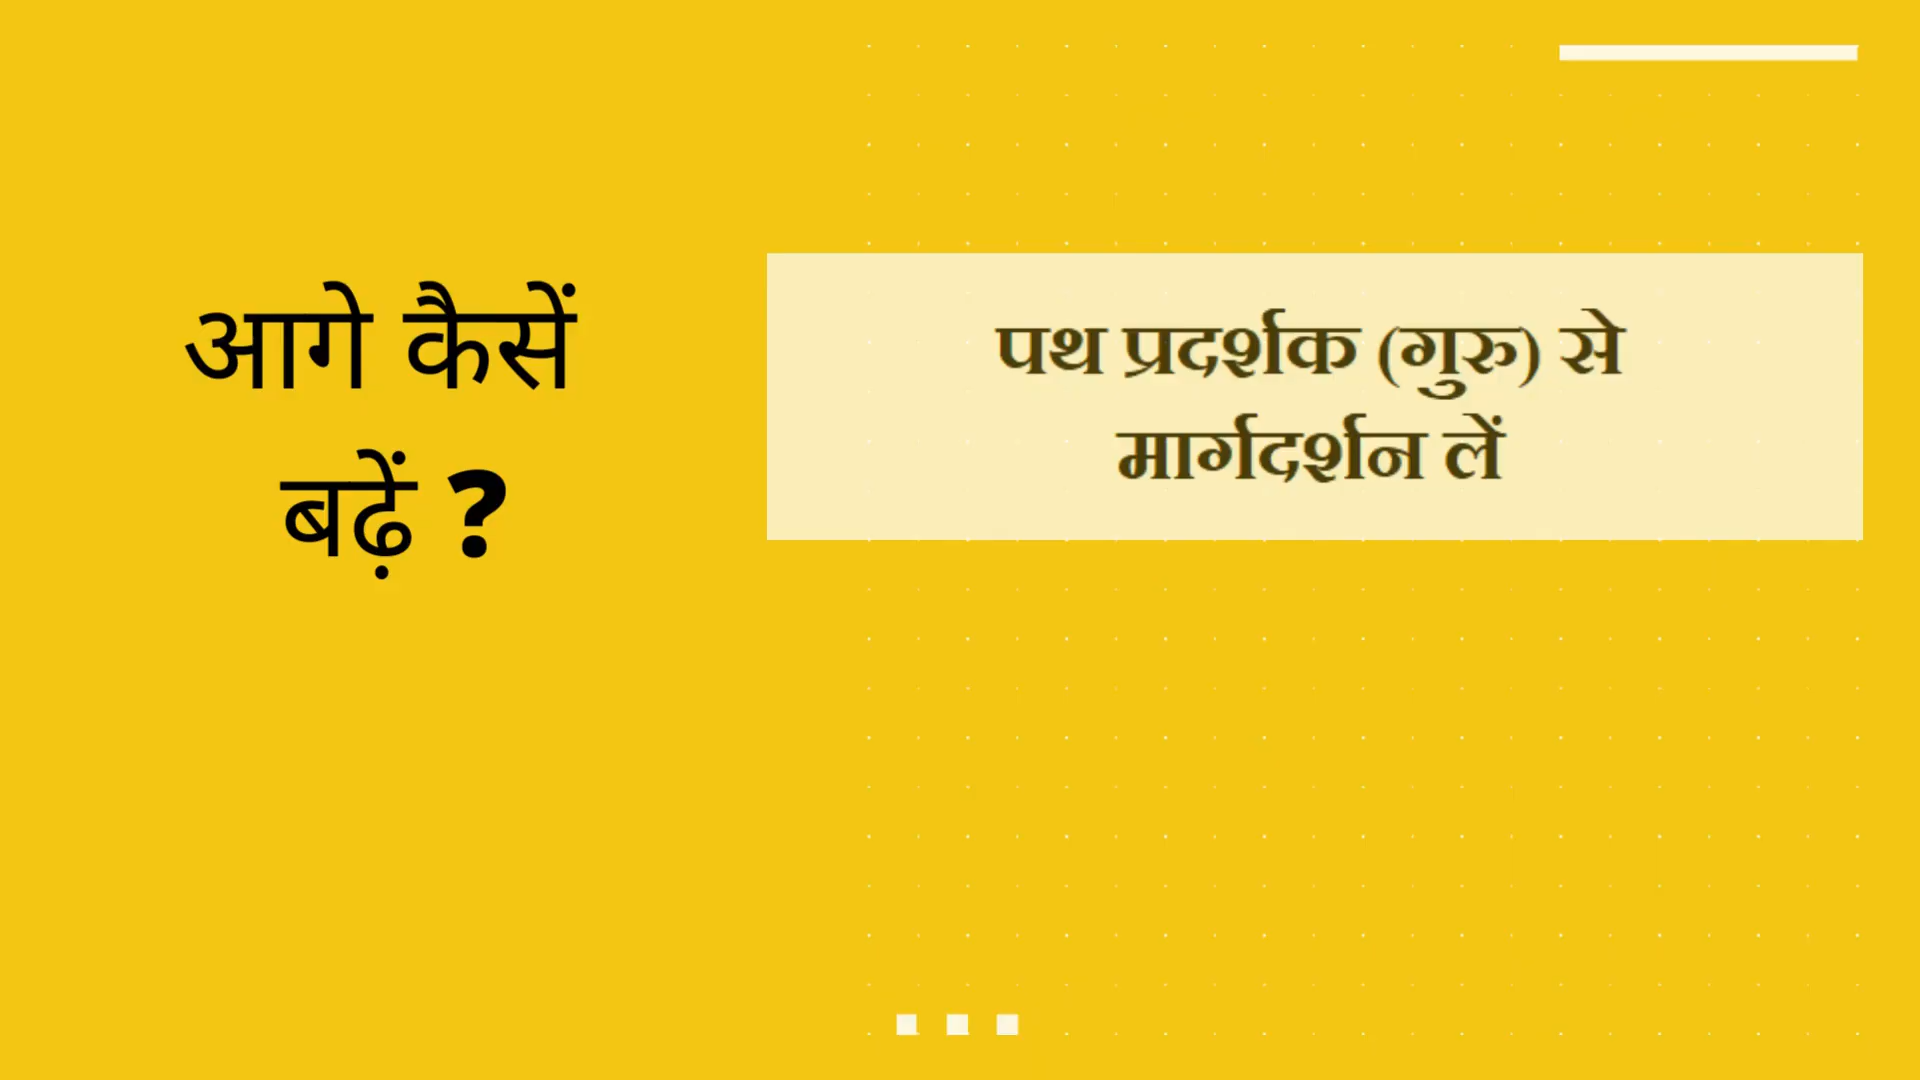 आगे कैसें
बढ़ें ?
पथ प्रदर्शक (गुरु) से
मार्गदर्शन लें